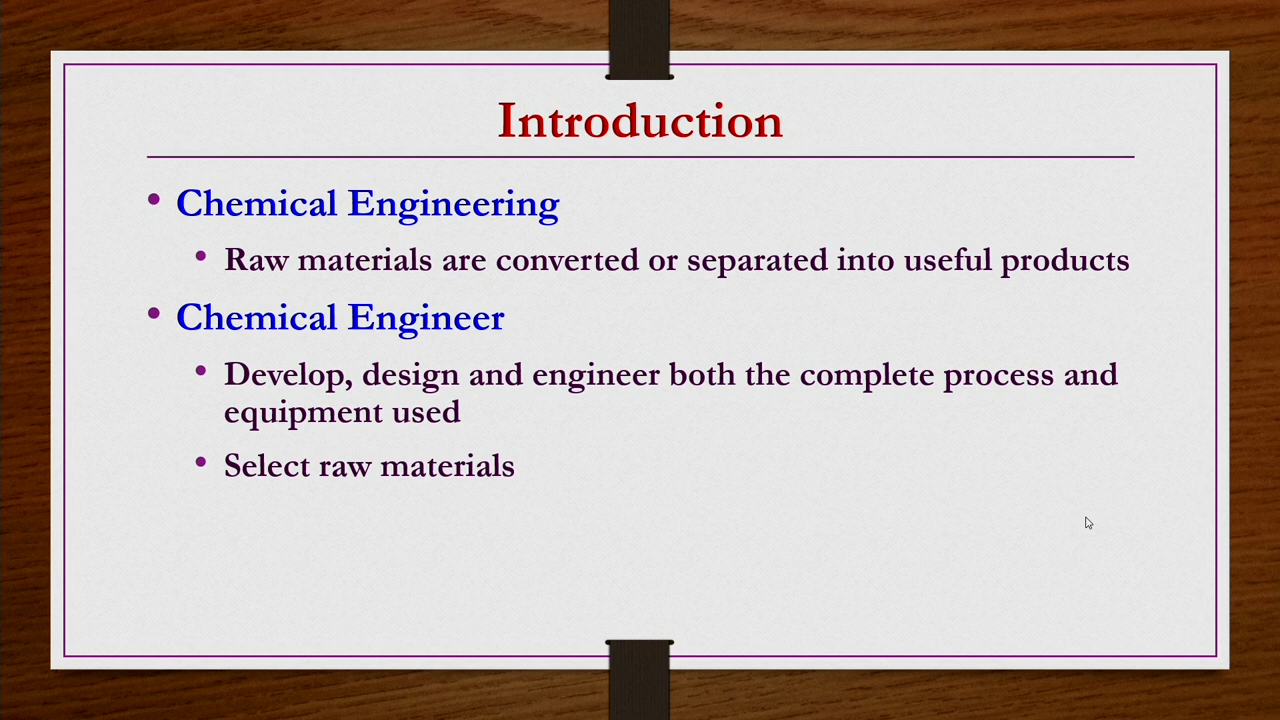 Introduction
• Chemical Engineering
• Raw materials are converted or separated into useful products
• Chemical Engineer
• Develop, design and engineer both the complete process and
equipment used
• Select raw materials